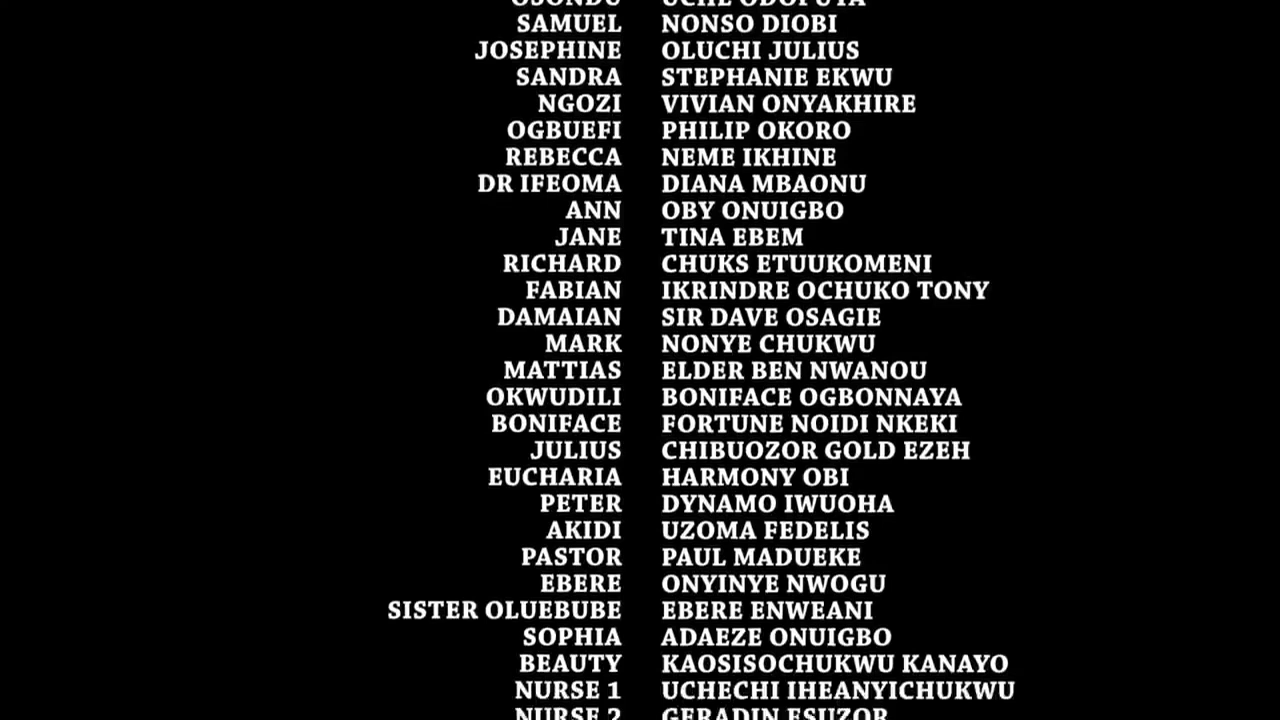 SAMUEL NONSO DIOBI
JOSEPHINE OLUCHI JULIUS
SANDRA STEPHANIE EKWU
NGOZI VIVIAN ONYAKHIRE
OGBUEFI PHILIP OKORO
REBECCA NEME IKHINE
DR IFEOMA DIANA MBAONU
ANN OBY ONUIGBO
JANE TINA EBEM
RICHARD CHUKS ETUUKOMENI
FABIAN IKRINDRE OCHUKO TONY
DAMAIAN SIR DAVE OSAGIE
MARK NONYE CHUKWU
MATTIAS ELDER BEN NWANOU
OKWUDILI BONIFACE OGBONNAYA
BONIFACE FORTUNE NOIDI NKEKI
JULIUS CHIBUOZOR GOLD EZEH
EUCHARIA HARMONY OBI
PETER DYNAMO IWUOHA
AKIDI UZOMA FEDELIS
PASTOR PAUL MADUEKE
EBERE ONYINYE NWOGU
SISTER OLUEBUBE EBERE ENWEANI
SOPHIA ADAEZE ONUIGBO
BEAUTY KAOSISOCHUKWU KANAYO
NURSE 1 UCHECHI IHEANYICHUKWU
NURSE 2 GERADIN ESUZOR